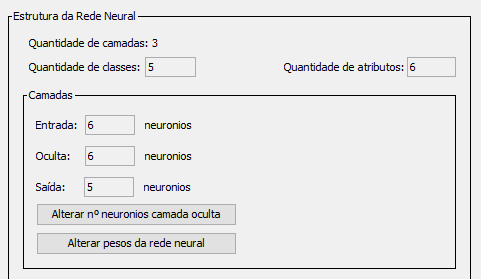 Estrutura da Rede Neural
Quantidade de camadas: 3
Quantidade de classes: 5 Quantidade de atributos: 6
Camadas
Entrada: 6 neuronios
Oculta: 6 neuronios
Saída: 5 neuronios
Alterar nº neuronios camada oculta
Alterar pesos da rede neural